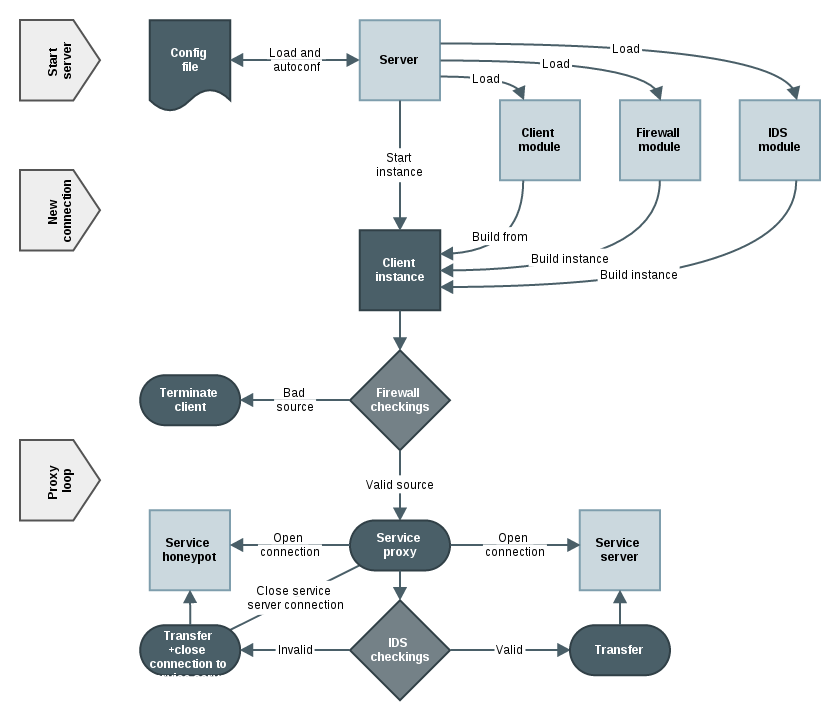 Start
server
Config
file
Load and
autoconf
Server
Load
Load
Load
Client
module
Firewall
module
IDS
module
Start
instance
New
connection
Build from
Build instance
Build instance
Client
instance
Terminate
client
Bad
source
Firewall
checkings
Proxy
loop
Valid source
Service
honeypot
Open
connection
Service
proxy
Open
connection
Service
server
Close service
server connection
Transfer
+close
connection to
Invalid
IDS
checkings
Valid
Transfer